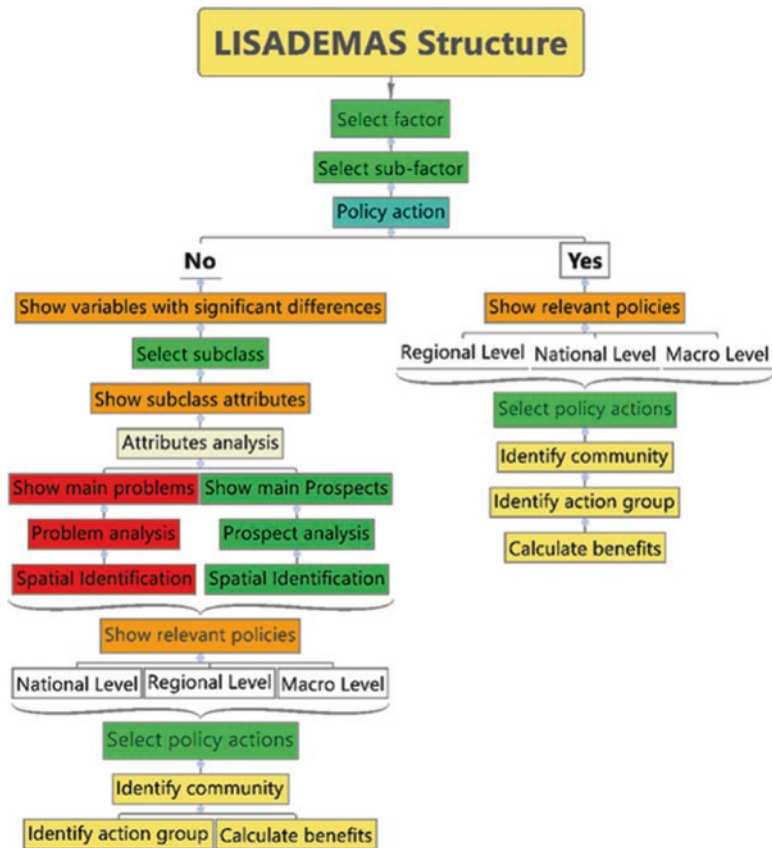 LISADEMAS Structure
Select factor
Select sub-factor
Policy action
No
Show variables with significant differences
Select subclass
Show subclass attributes
Attributes analysis
Show main problems
Show main Prospects
Problem analysis
Prospect analysis
Spatial Identification
Spatial Identification
Show relevant policies
National Level
Regional Level
Macro Level
Select policy actions
Identify community
Identify action group
Calculate benefits
Yes
Show relevant policies
Regional Level
National Level
Macro Level
Select policy actions
Identify community
Identify action group
Calculate benefits